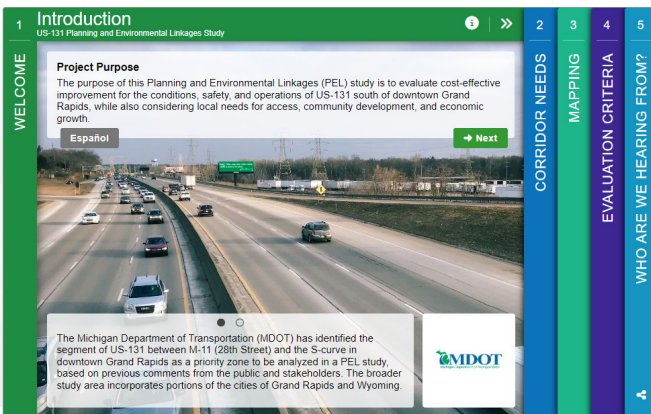 1
Introduction
US-131 Planning and Environmental Linkages Study
WELCOME
Project Purpose
The purpose of this Planning and Environmental Linkages (PEL) study is to evaluate cost-effective
improvement for the conditions, safety, and operations of US-131 south of downtown Grand
Rapids, while also considering local needs for access, community development, and economic
growth.
Español
Next
The Michigan Department of Transportation (MDOT) has identified the
segment of US-131 between M-11 (28th Street) and the S-curve in
downtown Grand Rapids as a priority zone to be analyzed in a PEL study,
based on previous comments from the public and stakeholders. The broader
study area incorporates portions of the cities of Grand Rapids and Wyoming.
MDOT
Michigan Department of Transportation
2
CORRIDOR NEEDS
3
MAPPING
4
EVALUATION CRITERIA
5
WHO ARE WE HEARING FROM?